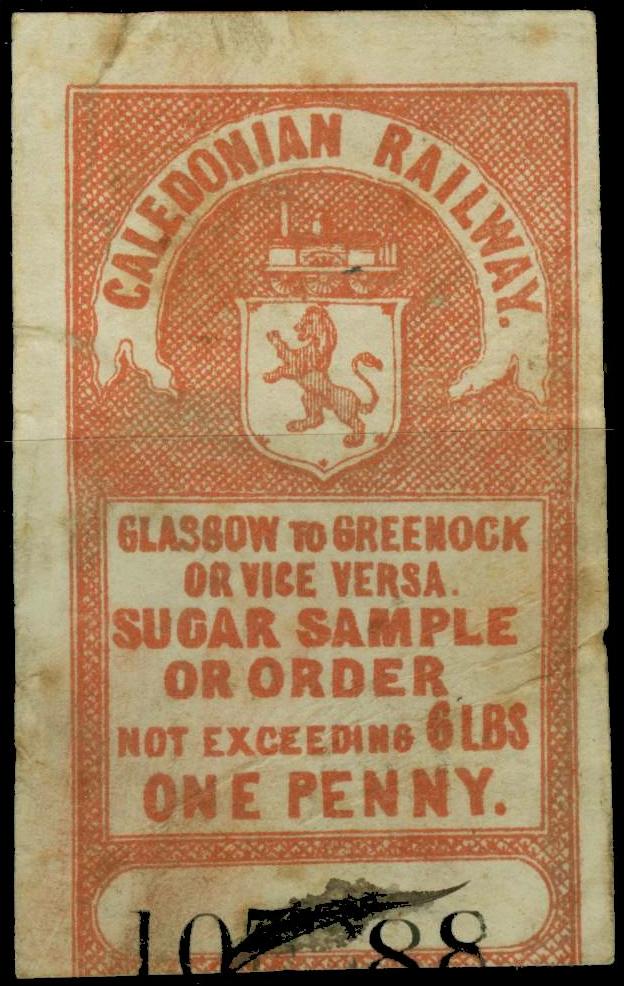 CALEDONIAN RAILWAY.
GLASGOW TO GREENOCK
OR VICE VERSA.
SUGAR SAMPLE
OR ORDER
NOT EXCEEDING 6 LBS
ONE PENNY.